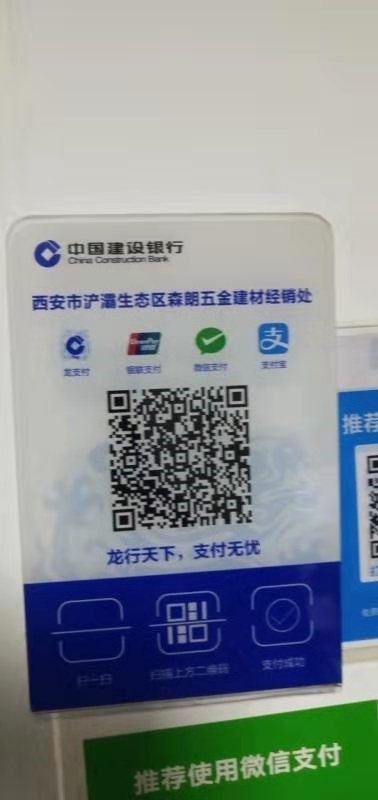 中国建设银行
China Construction Bank
西安市浐灞生态区森朗五金建材经销处
龙支付 银联支付 微信支付 支付宝
龙行天下，支付无忧
扫一扫 扫描上方二维码 支付成功
推荐
推荐使用微信支付